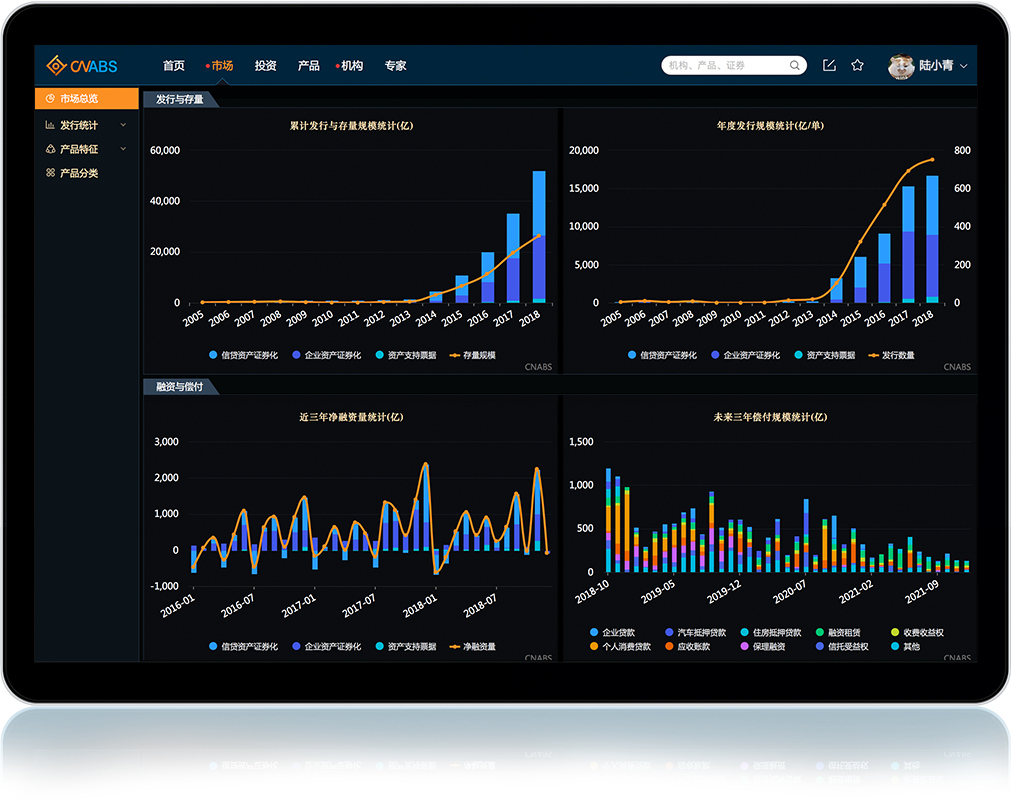 CNABS 首页 市场 投资 产品 机构 专家 机构、产品、证券 陆小青
市场总览
发行统计
产品特征
产品分类
发行与存量
累计发行与存量规模统计(亿)
60,000
40,000
20,000
0
2005 2006 2007 2008 2009 2010 2011 2012 2013 2014 2015 2016 2017 2018
信贷资产证券化 企业资产证券化 资产支持票据 存量规模
CNABS
年度发行规模统计(亿/单)
20,000 800
15,000 600
10,000 400
5,000 200
0 0
2005 2006 2007 2008 2009 2010 2011 2012 2013 2014 2015 2016 2017 2018
信贷资产证券化 企业资产证券化 资产支持票据 发行数量
CNABS
融资与偿付
近三年净融资量统计(亿)
3,000
2,000
1,000
0
-1,000
2016-01 2016-07 2017-01 2017-07 2018-01 2018-07
信贷资产证券化 企业资产证券化 资产支持票据 净融资量
CNABS
未来三年偿付规模统计(亿)
1,500
1,000
500
0
2018-10 2019-05 2019-12 2020-07 2021-02 2021-09
企业贷款 汽车抵押贷款 住房抵押贷款 融资租赁 收费收益权
个人消费贷款 应收账款 保理融资 信托受益权 其他
CNABS